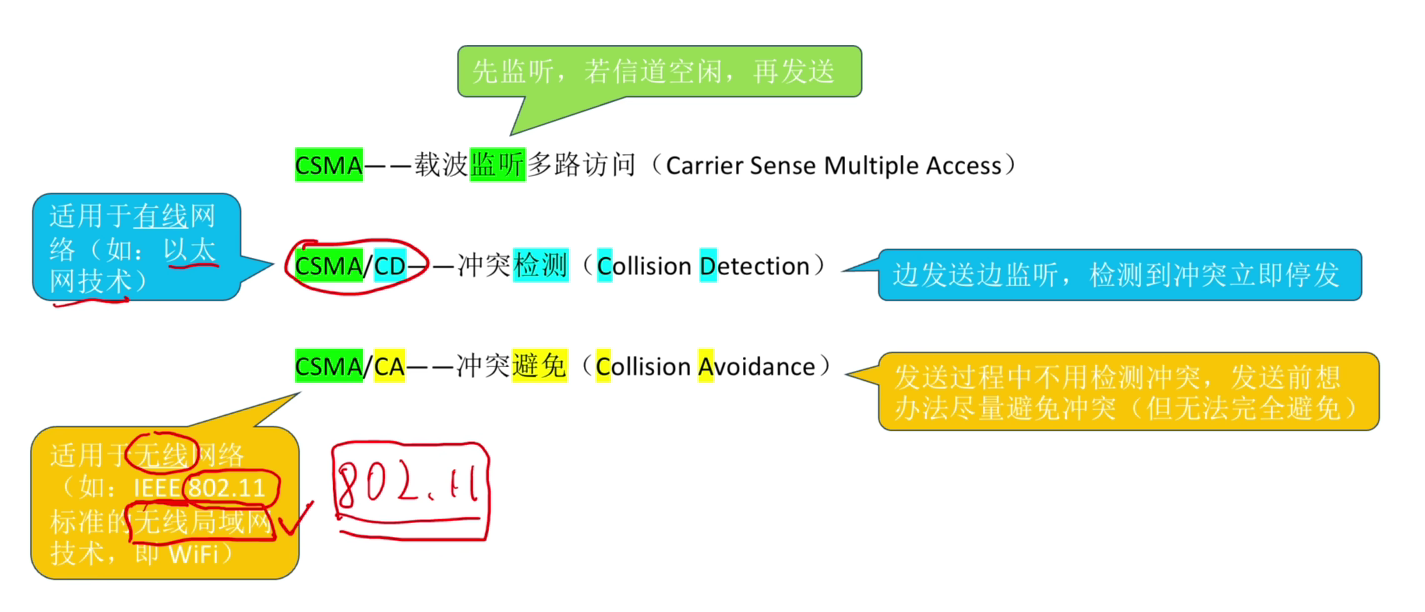 先监听，若信道空闲，再发送
CSMA——载波监听多路访问（Carrier Sense Multiple Access）
适用于有线网
络（如：以太
网技术）
CSMA/CD——冲突检测（Collision Detection）
边发送边监听，检测到冲突立即停发
CSMA/CA——冲突避免（Collision Avoidance）
发送过程中不用检测冲突，发送前想
办法尽量避免冲突（但无法完全避免）
适用于无线网络
（如：IEEE 802.11
标准的无线局域网
技术，即 WiFi）
802.11